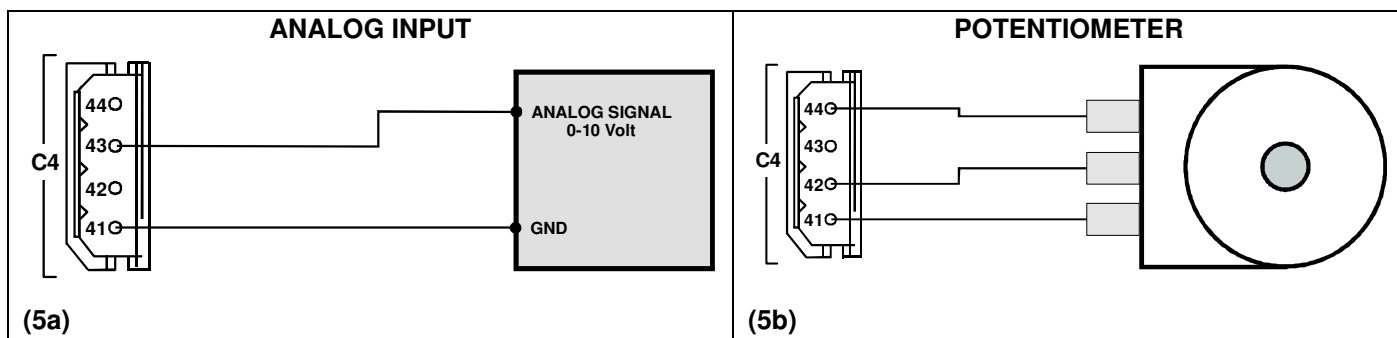 ANALOG INPUT
C4
44
43
42
41
ANALOG SIGNAL
0-10 Volt
GND
(5a)
POTENTIOMETER
C4
44
43
42
41
(5b)